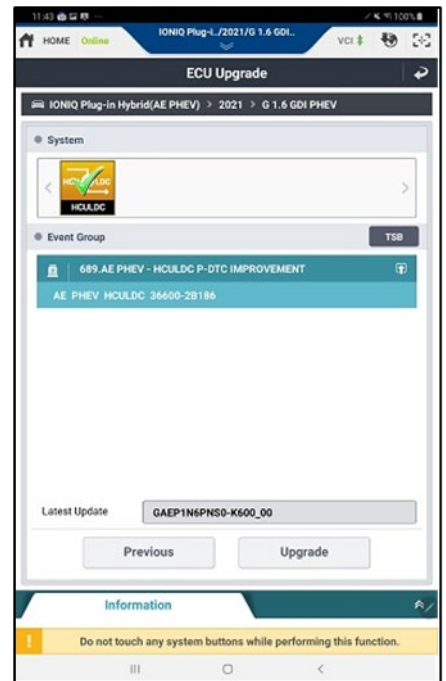 11:43
100%
HOME Online
IONIQ Plug-i../2021/G 1.6 GDI..
VCI
ECU Upgrade
IONIQ Plug-in Hybrid(AE PHEV) > 2021 > G 1.6 GDI PHEV
System
HCULDC
Event Group
TSB
689.AE PHEV - HCULDC P-DTC IMPROVEMENT
AE PHEV HCULDC 36600-2B186
Latest Update
GAEP1N6PNS0-K600_00
Previous
Upgrade
Information
! Do not touch any system buttons while performing this function.